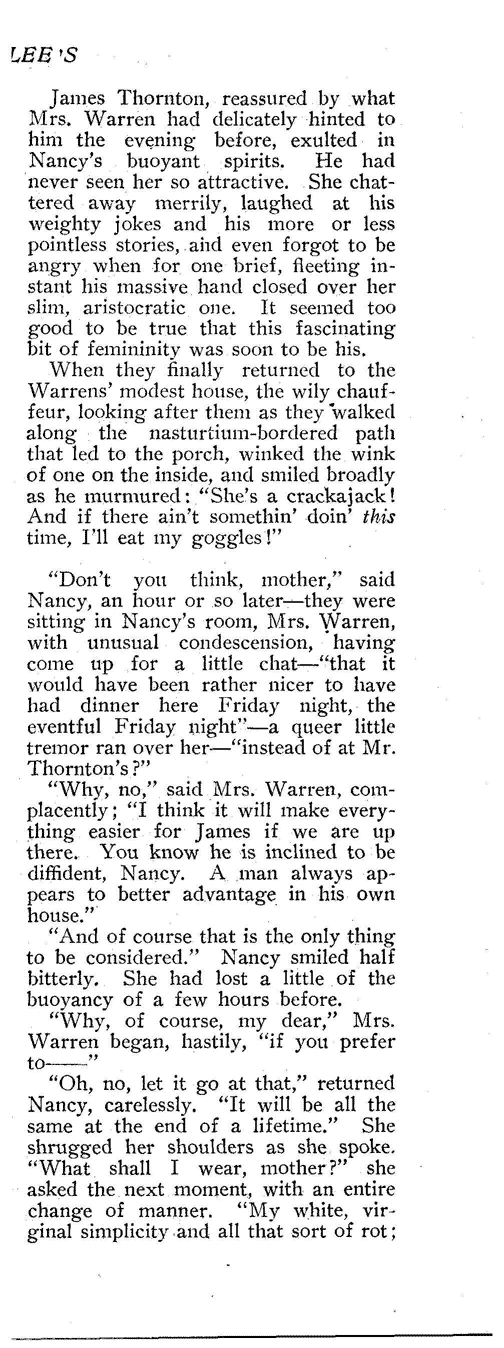 LEE'S
James Thornton, reassured by what
Mrs. Warren had delicately hinted to
him the evening before, exulted in
Nancy's buoyant spirits. He had
never seen her so attractive. She chat-
tered away merrily, laughed at his
weighty jokes and his more or less
pointless stories, and even forgot to be
angry when for one brief, fleeting in-
stant his massive hand closed over her
slim, aristocratic one. It seemed too
good to be true that this fascinating
bit of femininity was soon to be his.
When they finally returned to the
Warrens' modest house, the wily chauf-
feur, looking after them as they walked
along the nasturtium-bordered path
that led to the porch, winked the wink
of one on the inside, and smiled broadly
as he murmured: "She's a crackajack!
And if there ain't somethin' doin' this
time, I'll eat my goggles!"
"Don't you think, mother," said
Nancy, an hour or so later—they were
sitting in Nancy's room, Mrs. Warren,
with unusual condescension, having
come up for a little chat—"that it
would have been rather nicer to have
had dinner here Friday night, the
eventful Friday night"—a queer little
tremor ran over her—"instead of at Mr.
Thornton's?"
"Why, no," said Mrs. Warren, com-
placently; "I think it will make every-
thing easier for James if we are up
there. You know he is inclined to be
diffident, Nancy. A man always ap-
pears to better advantage in his own
house."
"And of course that is the only thing
to be considered." Nancy smiled half
bitterly. She had lost a little of the
buoyancy of a few hours before.
"Why, of course, my dear," Mrs.
Warren began, hastily, "if you prefer
to——"
"Oh, no, let it go at that," returned
Nancy, carelessly. "It will be all the
same at the end of a lifetime." She
shrugged her shoulders as she spoke.
"What shall I wear, mother?" she
asked the next moment, with an entire
change of manner. "My white, vir-
ginal simplicity and all that sort of rot;